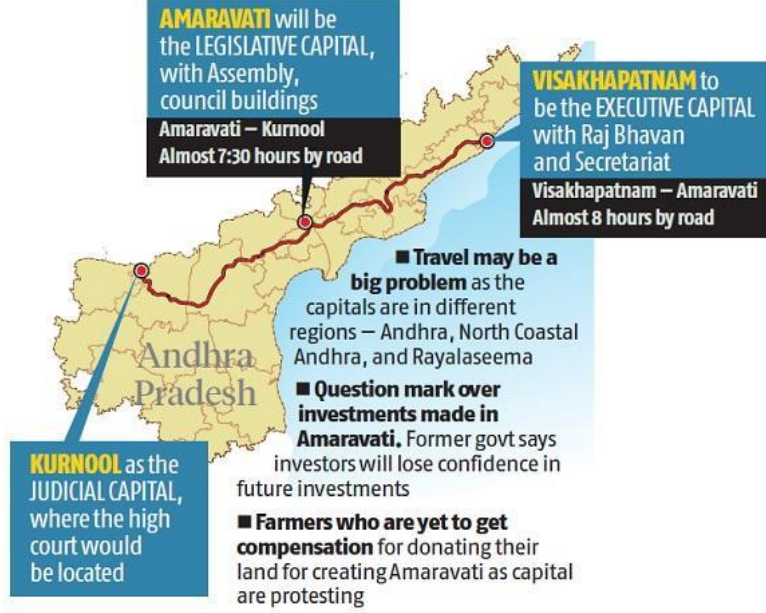 AMARAVATI will be
the LEGISLATIVE CAPITAL,
with Assembly,
council buildings
Amaravati – Kurnool
Almost 7:30 hours by road
VISAKHAPATNAM to
be the EXECUTIVE CAPITAL
with Raj Bhavan
and Secretariat
Visakhapatnam – Amaravati
Almost 8 hours by road
■ Travel may be a
big problem as the
capitals are in different
regions – Andhra, North Coastal
Andhra, and Rayalaseema
Andhra
Pradesh
■ Question mark over
investments made in
Amaravati. Former govt says
investors will lose confidence in
future investments
KURNOOL as the
JUDICIAL CAPITAL,
where the high
court would
be located
■ Farmers who are yet to get
compensation for donating their
land for creating Amaravati as capital
are protesting